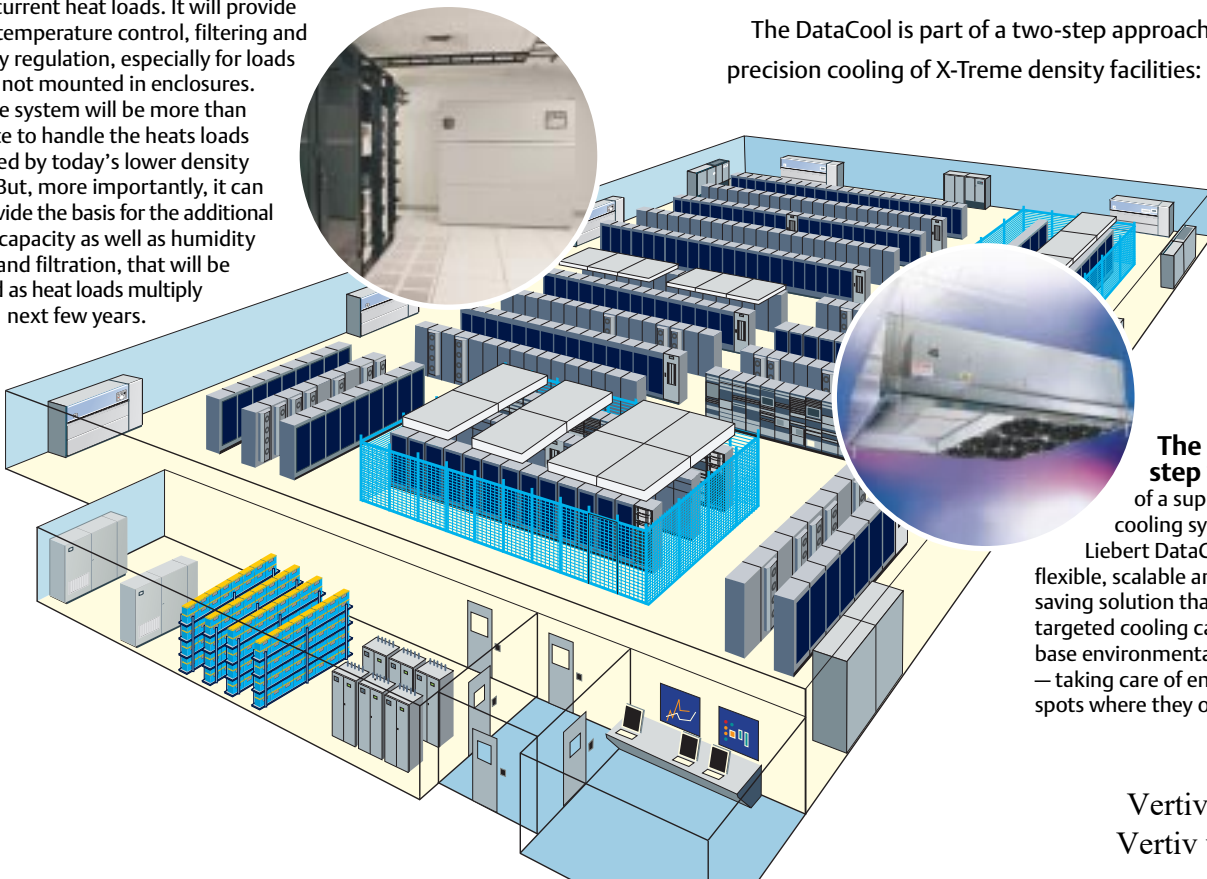 current heat loads. It will provide
temperature control, filtering and
y regulation, especially for loads
not mounted in enclosures.
e system will be more than
te to handle the heats loads
ed by today's lower density
But, more importantly, it can
vide the basis for the additional
capacity as well as humidity
and filtration, that will be
d as heat loads multiply
next few years.
The DataCool is part of a two-step approach
precision cooling of X-Treme density facilities:
The
step
of a sup
cooling sy
Liebert DataC
flexible, scalable an
saving solution tha
targeted cooling ca
base environmenta
— taking care of en
spots where they o
Vertiv
Vertiv